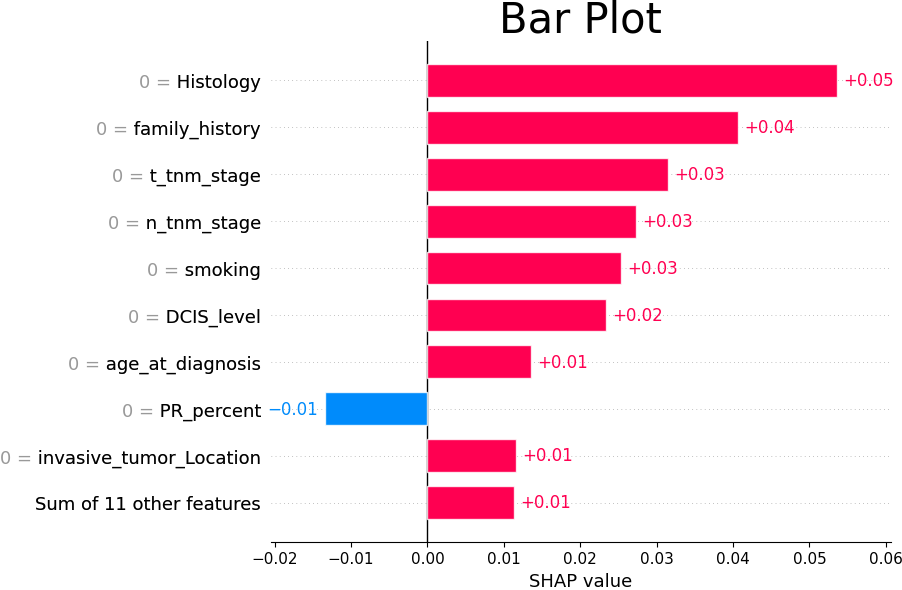 Bar Plot
0 = Histology +0.05
0 = family_history +0.04
0 = t_tnm_stage +0.03
0 = n_tnm_stage +0.03
0 = smoking +0.03
0 = DCIS_level +0.02
0 = age_at_diagnosis +0.01
0 = PR_percent −0.01
0 = invasive_tumor_Location +0.01
Sum of 11 other features +0.01
−0.02 −0.01 0.00 0.01 0.02 0.03 0.04 0.05 0.06
SHAP value